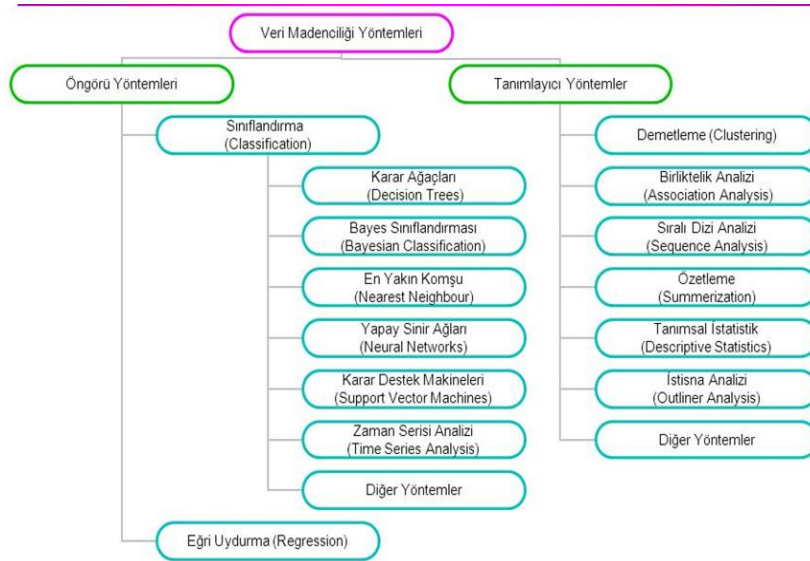 Veri Madenciliği Yöntemleri
Öngörü Yöntemleri
Sınıflandırma
(Classification)
Karar Ağaçları
(Decision Trees)
Bayes Sınıflandırması
(Bayesian Classification)
En Yakın Komşu
(Nearest Neighbour)
Yapay Sinir Ağları
(Neural Networks)
Karar Destek Makineleri
(Support Vector Machines)
Zaman Serisi Analizi
(Time Series Analysis)
Diğer Yöntemler
Eğri Uydurma (Regression)
Tanımlayıcı Yöntemler
Demetleme (Clustering)
Birliktelik Analizi
(Association Analysis)
Sıralı Dizi Analizi
(Sequence Analysis)
Özetleme
(Summerization)
Tanımsal İstatistik
(Descriptive Statistics)
İstisna Analizi
(Outliner Analysis)
Diğer Yöntemler